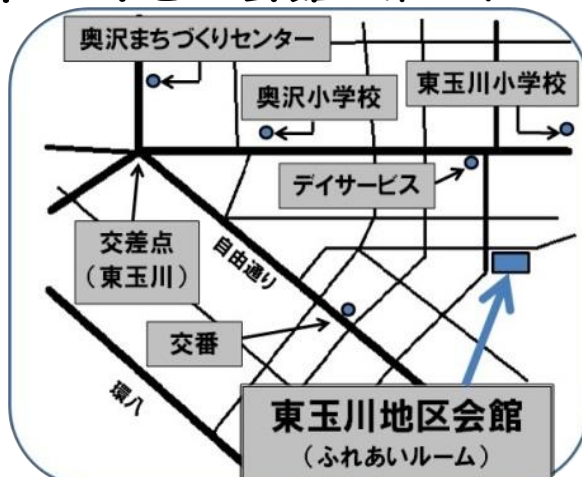 奥沢まちづくりセンター
奥沢小学校
東玉川小学校
デイサービス
交差点
（東玉川）
自由通り
交番
環八
東玉川地区会館
（ふれあいルーム）